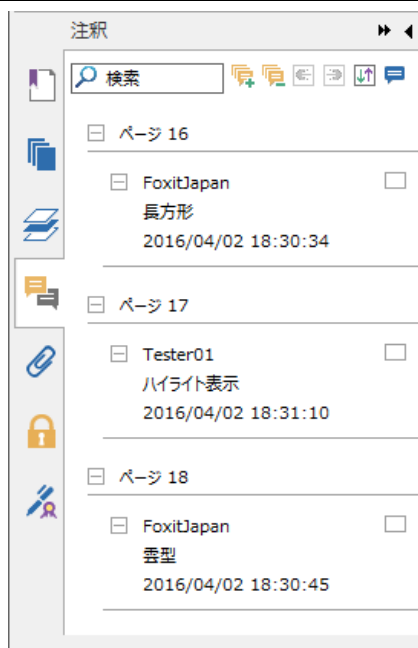 注釈
検索
ページ 16
FoxitJapan
長方形
2016/04/02 18:30:34
ページ 17
Tester01
ハイライト表示
2016/04/02 18:31:10
ページ 18
FoxitJapan
雲型
2016/04/02 18:30:45